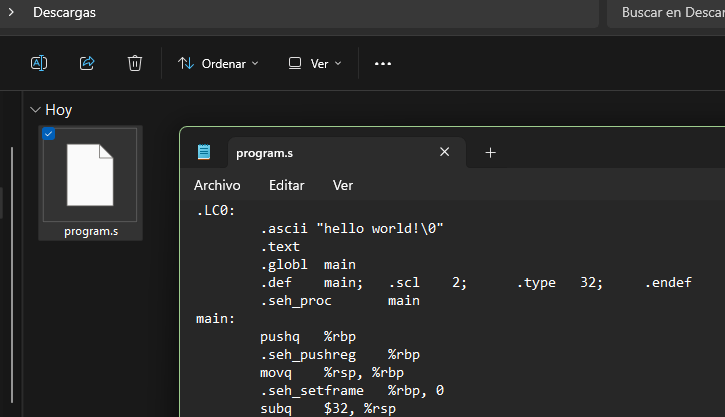 Descargas
Buscar en Descar
Ordenar
Ver
Hoy
program.s
program.s
Archivo Editar Ver
.LC0:
.ascii "hello world!\0"
.text
.globl main
.def main; .scl 2; .type 32; .endef
.seh_proc main
main:
pushq %rbp
.seh_pushreg %rbp
movq %rsp, %rbp
.seh_setframe %rbp, 0
subq $32, %rsp